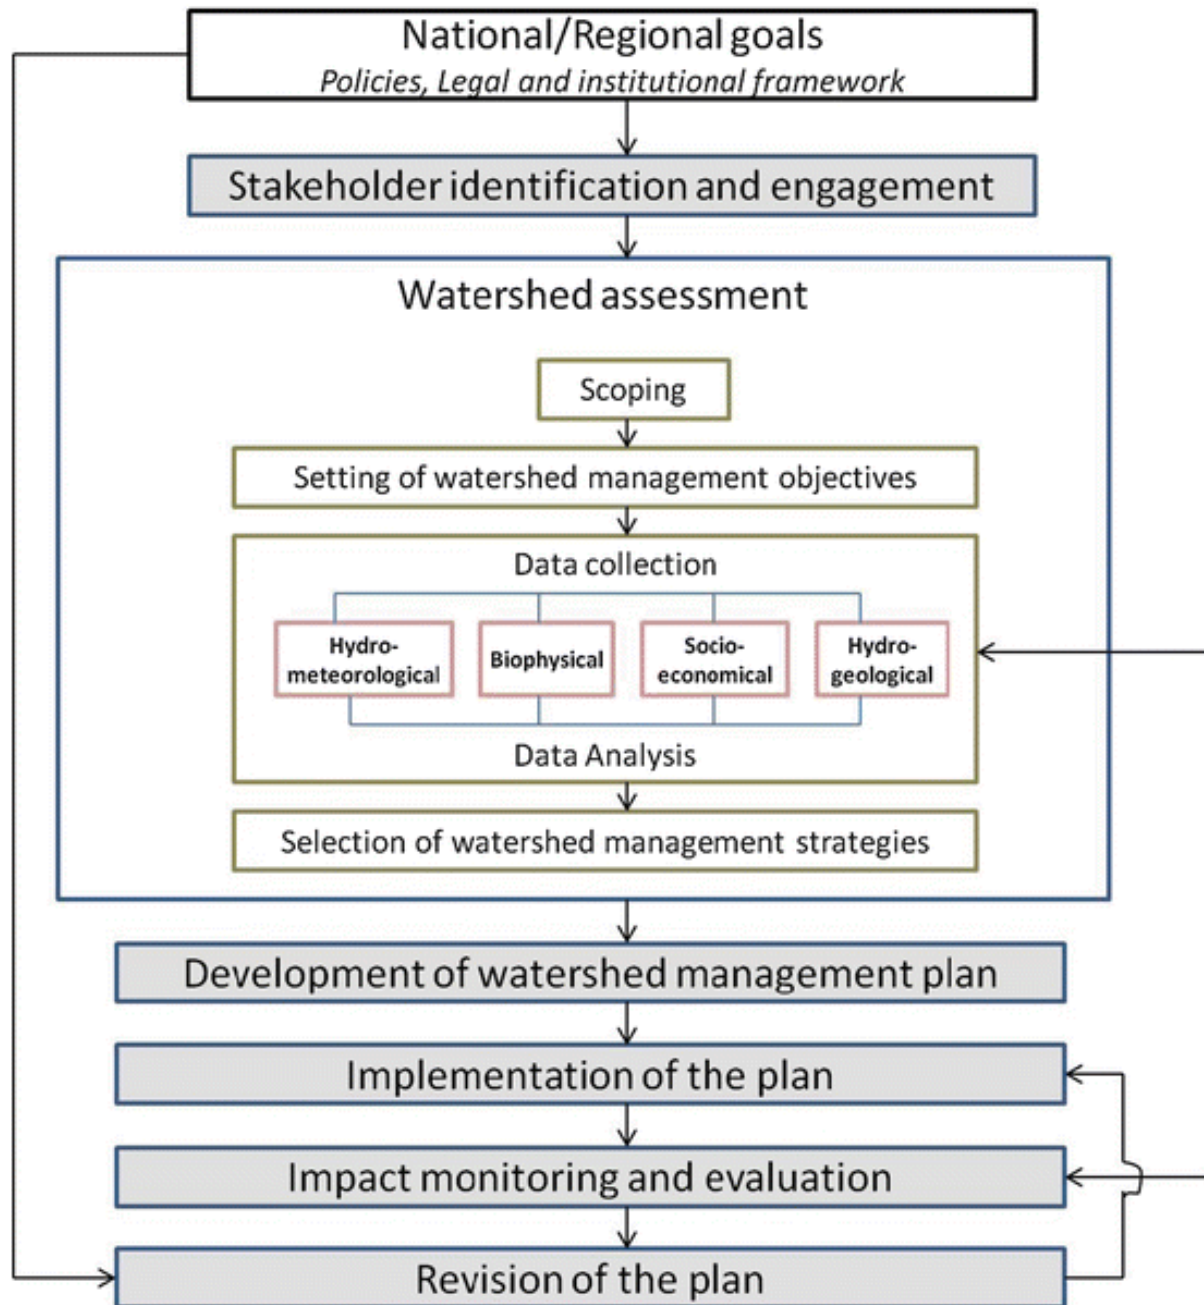 National/Regional goals
Policies, Legal and institutional framework
Stakeholder identification and engagement
Watershed assessment
Scoping
Setting of watershed management objectives
Data collection
Hydro-
meteorological
Biophysical
Socio-
economical
Hydro-
geological
Data Analysis
Selection of watershed management strategies
Development of watershed management plan
Implementation of the plan
Impact monitoring and evaluation
Revision of the plan